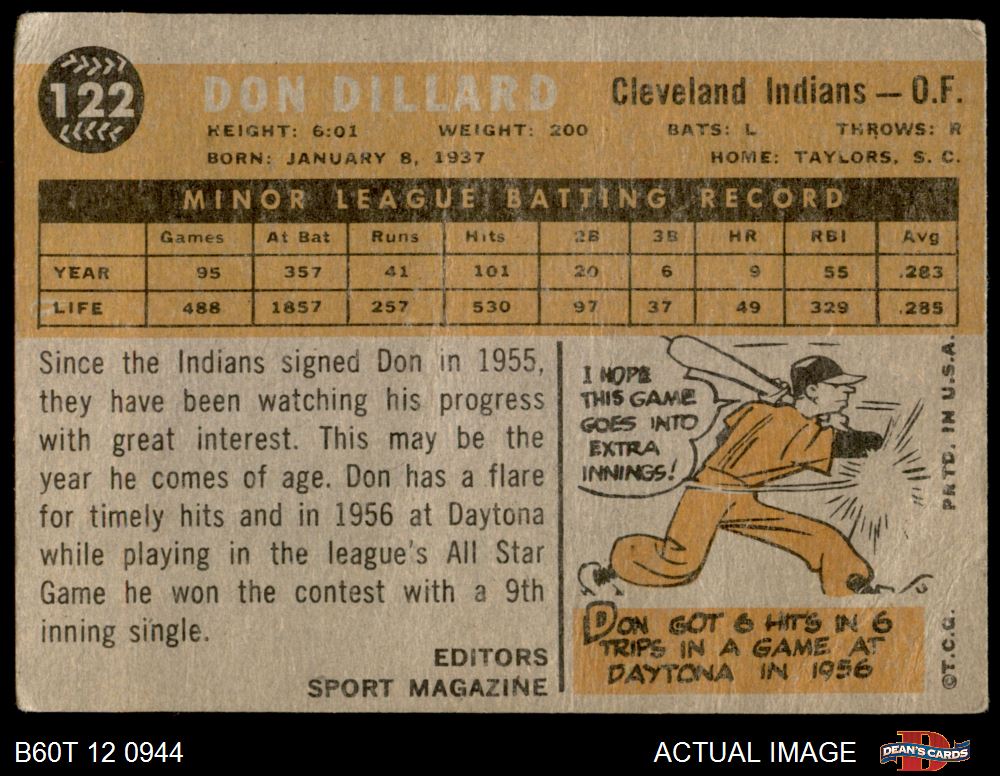 122
DON DILLARD
Cleveland Indians — O.F.
HEIGHT: 6:01 WEIGHT: 200 BATS: L THROWS: R
BORN: JANUARY 8, 1937 HOME: TAYLORS, S. C.
MINOR LEAGUE BATTING RECORD
Games At Bat Runs Hits 2B 3B HR RBI Avg
YEAR 95 357 41 101 20 6 9 55 .283
LIFE 488 1857 257 530 97 37 49 329 .285
Since the Indians signed Don in 1955,
they have been watching his progress
with great interest. This may be the
year he comes of age. Don has a flare
for timely hits and in 1956 at Daytona
while playing in the league's All Star
Game he won the contest with a 9th
inning single.
EDITORS
SPORT MAGAZINE
I HOPE
THIS GAME
GOES INTO
EXTRA
INNINGS!
DON GOT 6 HITS IN 6
TRIPS IN A GAME AT
DAYTONA IN 1956
©T.C.G. PRTD. IN U.S.A.
B60T 12 0944
ACTUAL IMAGE
DEAN'S CARDS